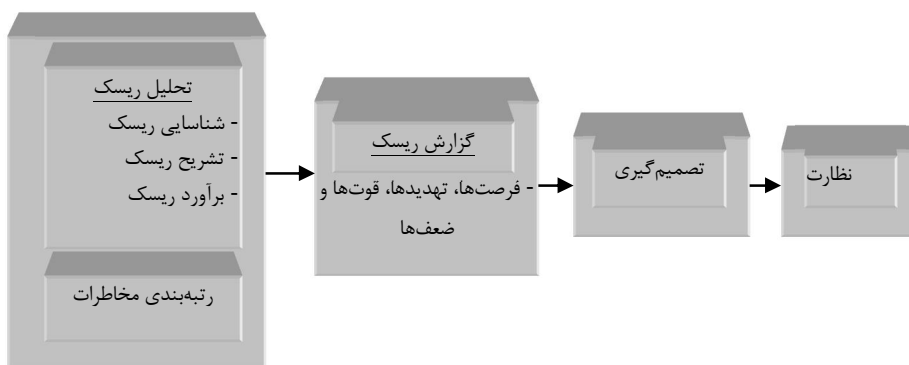 تحلیل ریسک
- شناسایی ریسک
- تشریح ریسک
- برآورد ریسک
رتبه‌بندی مخاطرات
گزارش ریسک
- فرصت‌ها، تهدیدها، قوت‌ها و
ضعف‌ها
تصمیم‌گیری
نظارت